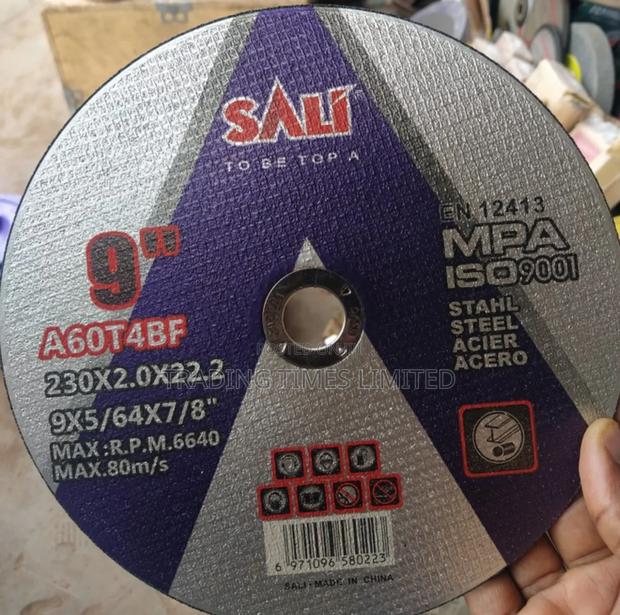 SALI
TO BE TOP A
EN 12413
MPA
ISO9001
STAHL
STEEL
ACIER
ACERO
9"
A60T4BF
230X2.0X22.2
9X5/64X7/8"
MAX:R.P.M.6640
MAX.80m/s
TRADING TIMES LIMITED
6 971096 580223
SALI-MADE IN CHINA